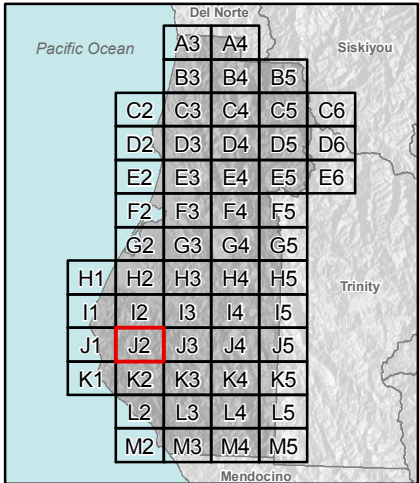 Del Norte
Pacific Ocean
A3 A4
Siskiyou
B3 B4 B5
C2 C3 C4 C5 C6
D2 D3 D4 D5 D6
E2 E3 E4 E5 E6
F2 F3 F4 F5
G2 G3 G4 G5
H1 H2 H3 H4 H5
Trinity
I1 I2 I3 I4 I5
J1 J2 J3 J4 J5
K1 K2 K3 K4 K5
L2 L3 L4 L5
M2 M3 M4 M5
Mendocino